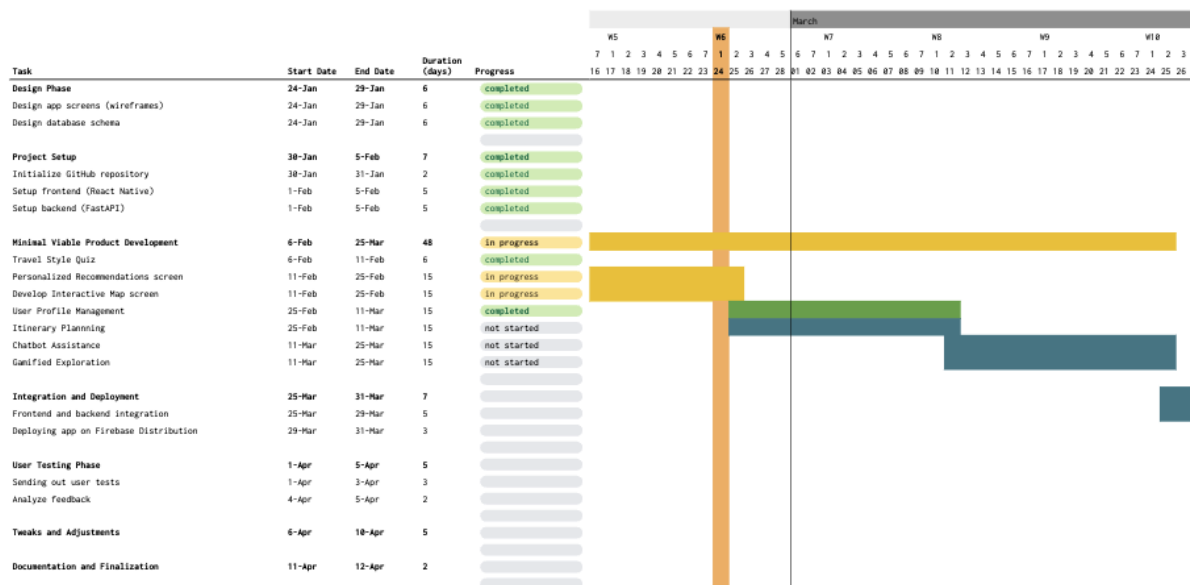 March
W5 W6 W7 W8 W9 W10
Duration
7 1 2 3 4 5 6 7 1 2 3 4 5 6 7 1 2 3 4 5 6 7 1 2 3 4 5 6 7 1 2 3 4 5 6 7 1 2 3
Task Start Date End Date (days) Progress 16 17 18 19 20 21 22 23 24 25 26 27 28 01 02 03 04 05 06 07 08 09 10 11 12 13 14 15 16 17 18 19 20 21 22 23 24 25 26
Design Phase 24-Jan 29-Jan 6 completed
Design app screens (wireframes) 24-Jan 29-Jan 6 completed
Design database schema 24-Jan 29-Jan 6 completed
Project Setup 30-Jan 5-Feb 7 completed
Initialize GitHub repository 30-Jan 31-Jan 2 completed
Setup frontend (React Native) 1-Feb 5-Feb 5 completed
Setup backend (FastAPI) 1-Feb 5-Feb 5 completed
Minimal Viable Product Development 6-Feb 25-Mar 48 in progress
Travel Style Quiz 6-Feb 11-Feb 6 completed
Personalized Recommendations screen 11-Feb 25-Feb 15 in progress
Develop Interactive Map screen 11-Feb 25-Feb 15 in progress
User Profile Management 25-Feb 11-Mar 15 completed
Itinerary Plannning 25-Feb 11-Mar 15 not started
Chatbot Assistance 11-Mar 25-Mar 15 not started
Gamified Exploration 11-Mar 25-Mar 15 not started
Integration and Deployment 25-Mar 31-Mar 7
Frontend and backend integration 25-Mar 29-Mar 5
Deploying app on Firebase Distribution 29-Mar 31-Mar 3
User Testing Phase 1-Apr 5-Apr 5
Sending out user tests 1-Apr 3-Apr 3
Analyze feedback 4-Apr 5-Apr 2
Tweaks and Adjustments 6-Apr 10-Apr 5
Documentation and Finalization 11-Apr 12-Apr 2